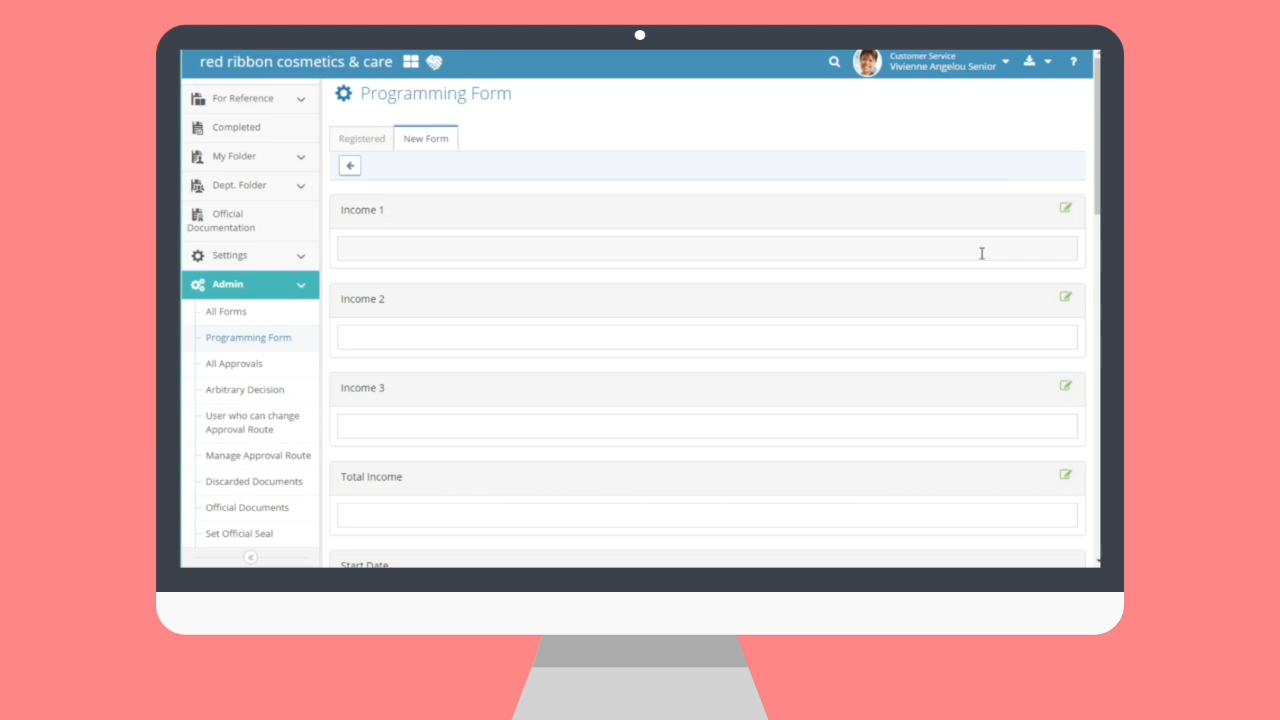 red ribbon cosmetics & care
Customer Service
Vivienne Angelou Senior
?
For Reference
Completed
My Folder
Dept. Folder
Official
Documentation
Settings
Admin
All Forms
Programming Form
All Approvals
Arbitrary Decision
User who can change
Approval Route
Manage Approval Route
Discarded Documents
Official Documents
Set Official Seal
Programming Form
Registered
New Form
Income 1
Income 2
Income 3
Total Income
Start Date